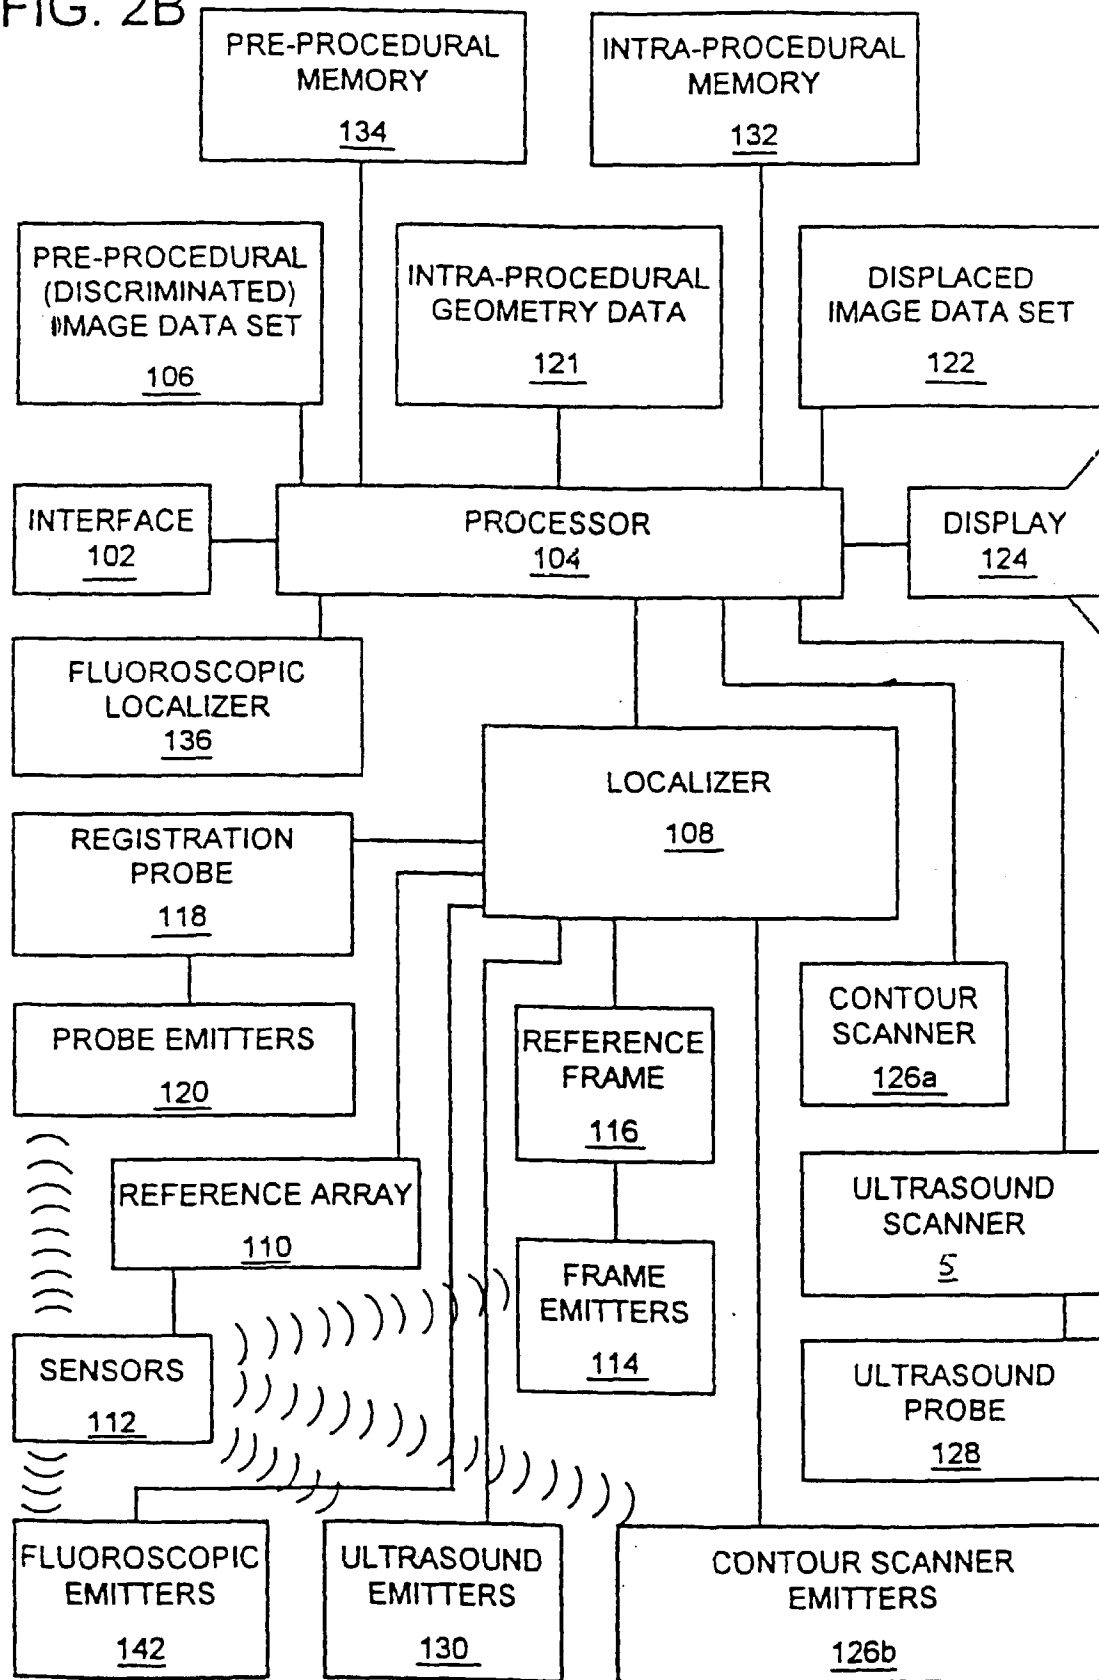 FIG. 2B
PRE-PROCEDURAL
MEMORY
134
INTRA-PROCEDURAL
MEMORY
132
PRE-PROCEDURAL
(DISCRIMINATED)
IMAGE DATA SET
106
INTRA-PROCEDURAL
GEOMETRY DATA
121
DISPLACED
IMAGE DATA SET
122
INTERFACE
102
PROCESSOR
104
DISPLAY
124
FLUOROSCOPIC
LOCALIZER
136
LOCALIZER
108
REGISTRATION
PROBE
118
PROBE EMITTERS
120
REFERENCE
FRAME
116
CONTOUR
SCANNER
126a
REFERENCE ARRAY
110
ULTRASOUND
SCANNER
5
FRAME
EMITTERS
114
SENSORS
112
ULTRASOUND
PROBE
128
FLUOROSCOPIC
EMITTERS
142
ULTRASOUND
EMITTERS
130
CONTOUR SCANNER
EMITTERS
126b